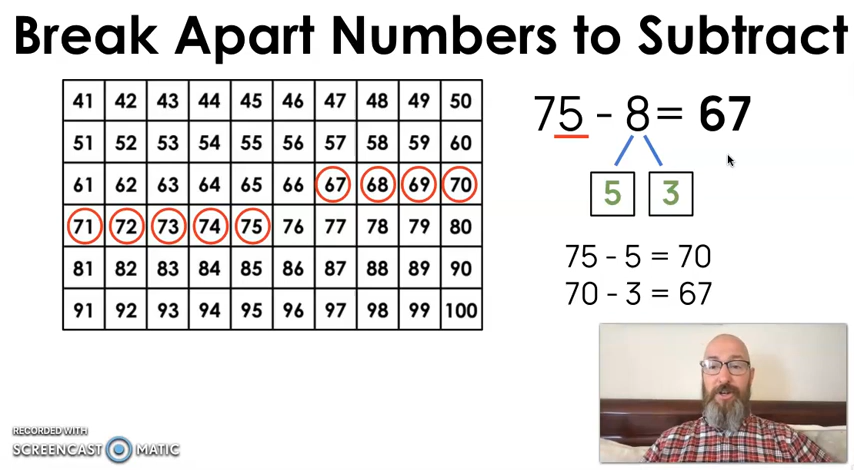 Break Apart Numbers to Subtract
41 42 43 44 45 46 47 48 49 50
51 52 53 54 55 56 57 58 59 60
61 62 63 64 65 66 67 68 69 70
71 72 73 74 75 76 77 78 79 80
81 82 83 84 85 86 87 88 89 90
91 92 93 94 95 96 97 98 99 100
75 - 8 = 67
5 3
75 - 5 = 70
70 - 3 = 67
RECORDED WITH
SCREENCAST MATIC